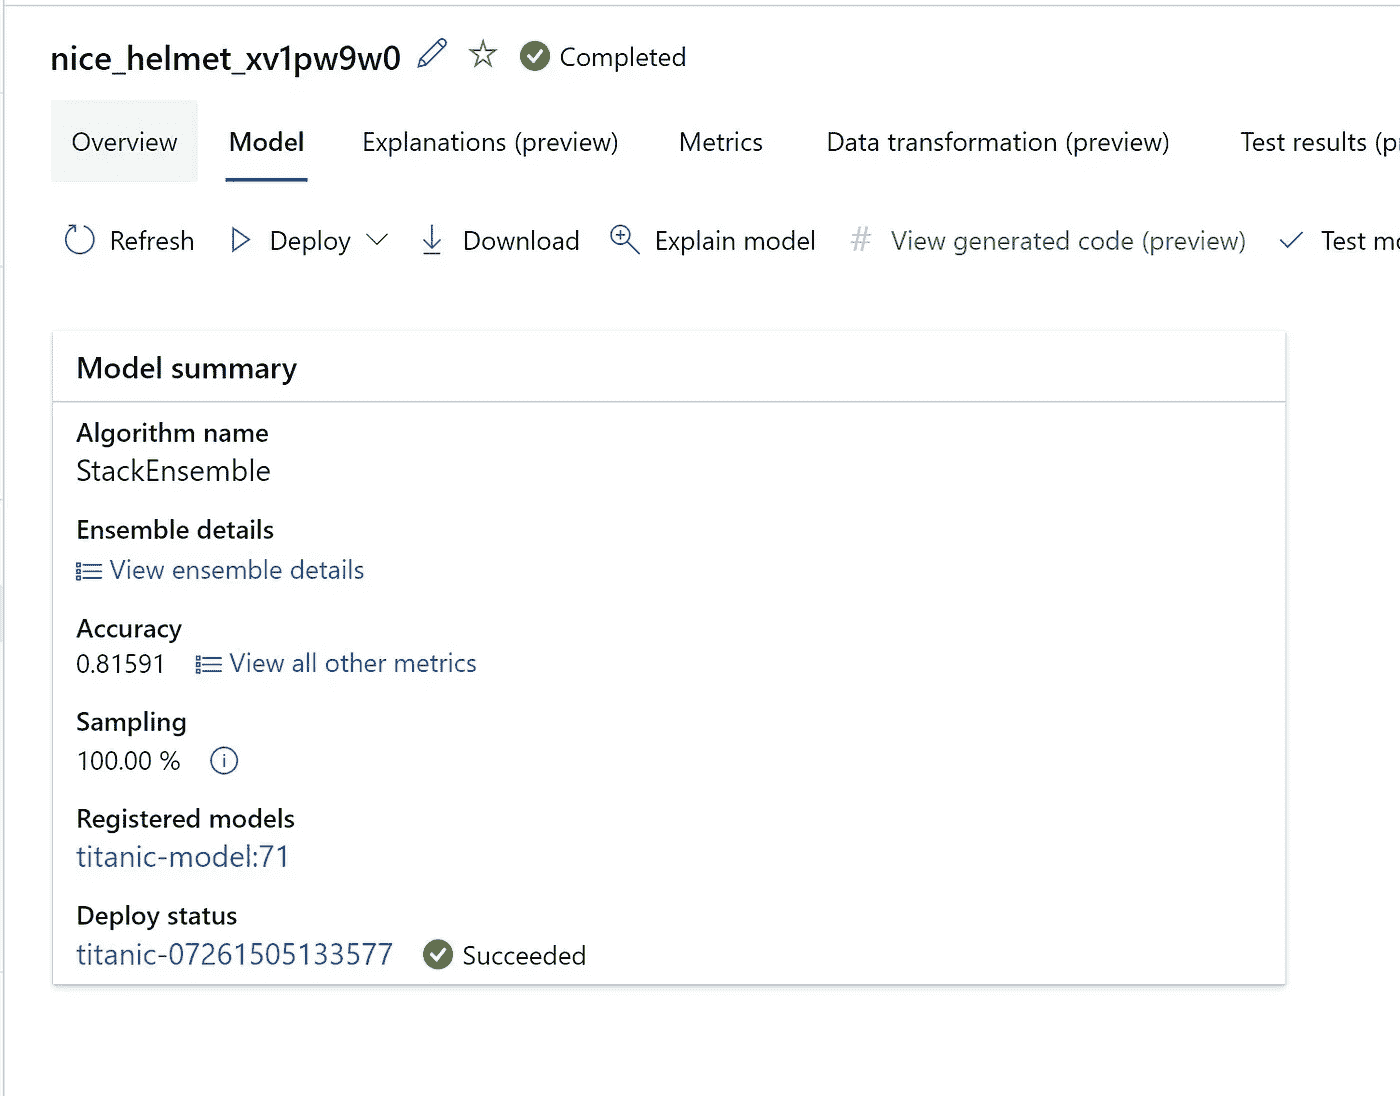 nice_helmet_xv1pw9w0 Completed
Overview Model Explanations (preview) Metrics Data transformation (preview) Test results
Refresh Deploy Download Explain model # View generated code (preview) Test
Model summary
Algorithm name
StackEnsemble
Ensemble details
View ensemble details
Accuracy
0.81591 View all other metrics
Sampling
100.00 %
Registered models
titanic-model:71
Deploy status
titanic-07261505133577 Succeeded